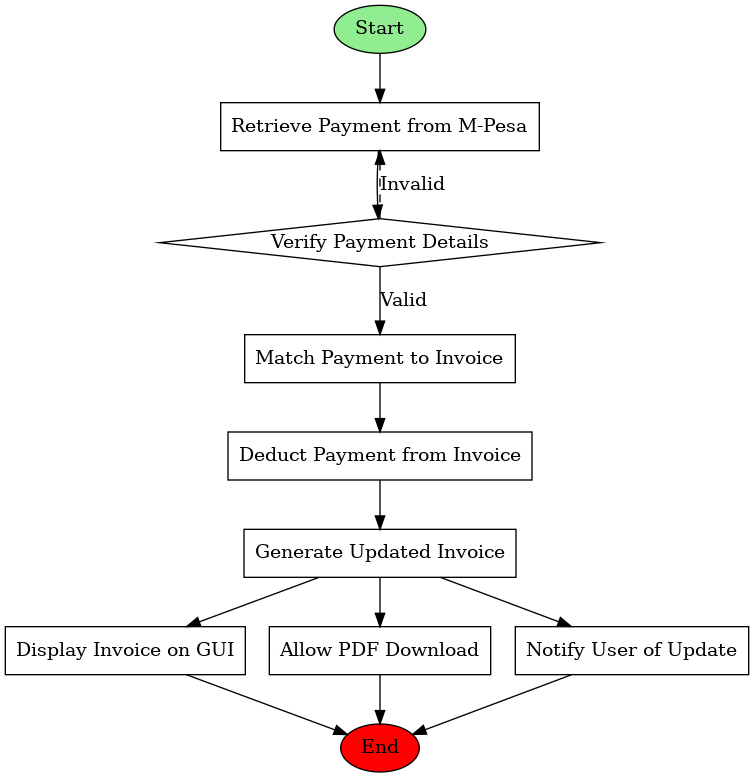 Start
Retrieve Payment from M-Pesa
Invalid
Verify Payment Details
Valid
Match Payment to Invoice
Deduct Payment from Invoice
Generate Updated Invoice
Display Invoice on GUI
Allow PDF Download
Notify User of Update
End